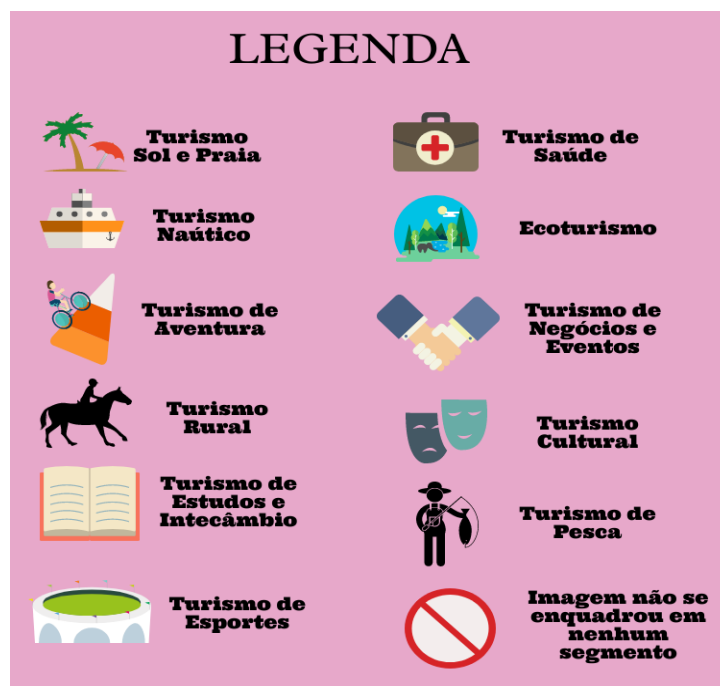 LEGENDA
Turismo
Sol e Praia
Turismo de
Saúde
Turismo
Naútico
Ecoturismo
Turismo de
Aventura
Turismo de
Negócios e
Eventos
Turismo
Rural
Turismo
Cultural
Turismo de
Estudos e
Intecâmbio
Turismo de
Pesca
Turismo de
Esportes
Imagem não se
enquadrou em
nenhum
segmento